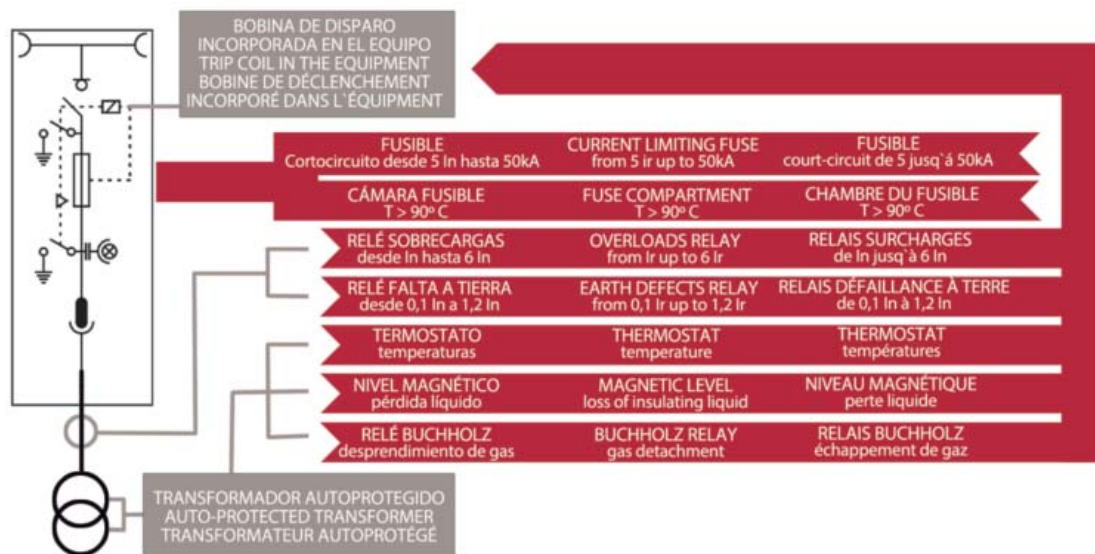 BOBINA DE DISPARO
INCORPORADA EN EL EQUIPO
TRIP COIL IN THE EQUIPMENT
BOBINE DE DÉCLENCHEMENT
INCORPORÉ DANS L`ÉQUIPMENT
FUSIBLE CURRENT LIMITING FUSE FUSIBLE
Cortocircuito desde 5 In hasta 50kA from 5 ir up to 50kA court-circuit de 5 jusq`á 50kA
CÁMARA FUSIBLE FUSE COMPARTMENT CHAMBRE DU FUSIBLE
T > 90º C T > 90º C T > 90º C
RELÉ SOBRECARGAS OVERLOADS RELAY RELAIS SURCHARGES
desde In hasta 6 In from Ir up to 6 Ir de In jusq`à 6 In
RELÉ FALTA A TIERRA EARTH DEFECTS RELAY RELAIS DÉFAILLANCE À TERRE
desde 0,1 In a 1,2 In from 0,1 Ir up to 1,2 Ir de 0,1 In à 1,2 In
TERMOSTATO THERMOSTAT THERMOSTAT
temperaturas temperature températures
NIVEL MAGNÉTICO MAGNETIC LEVEL NIVEAU MAGNÉTIQUE
pérdida líquido loss of insulating liquid perte liquide
RELÉ BUCHHOLZ BUCHHOLZ RELAY RELAIS BUCHHOLZ
desprendimiento de gas gas detachment échappement de gaz
TRANSFORMADOR AUTOPROTEGIDO
AUTO-PROTECTED TRANSFORMER
TRANSFORMATEUR AUTOPROTÉGÉ